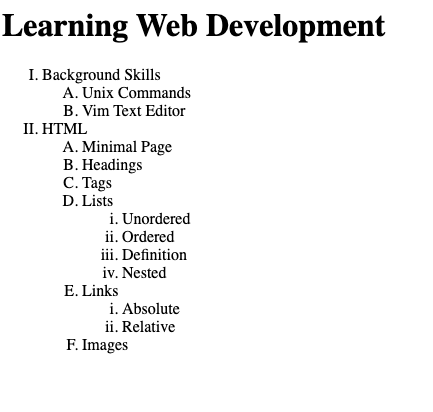 Learning Web Development
I. Background Skills
A. Unix Commands
B. Vim Text Editor
II. HTML
A. Minimal Page
B. Headings
C. Tags
D. Lists
i. Unordered
ii. Ordered
iii. Definition
iv. Nested
E. Links
i. Absolute
ii. Relative
F. Images